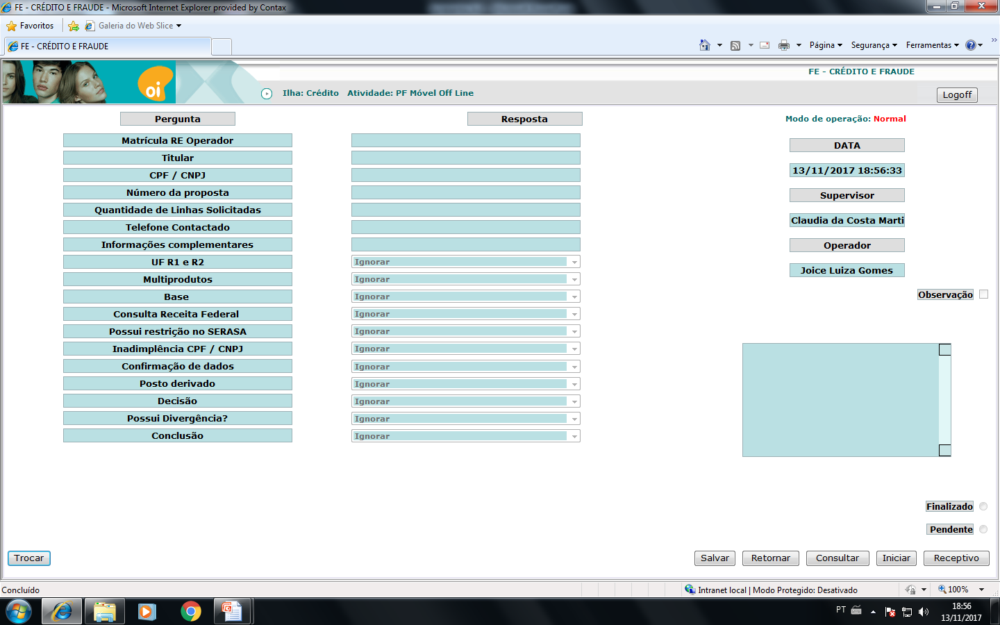 FE - CRÉDITO E FRAUDE - Microsoft Internet Explorer provided by Contax
Favoritos
Galeria do Web Slice
FE - CRÉDITO E FRAUDE
Página
Segurança
Ferramentas
oi
FE - CRÉDITO E FRAUDE
Ilha: Crédito Atividade: PF Móvel Off Line
Logoff
Pergunta
Resposta
Modo de operação: Normal
Matrícula RE Operador
Titular
CPF / CNPJ
Número da proposta
Quantidade de Linhas Solicitadas
Telefone Contactado
Informações complementares
UF R1 e R2 Ignorar
Multiprodutos Ignorar
Base Ignorar
Consulta Receita Federal Ignorar
Possui restrição no SERASA Ignorar
Inadimplência CPF / CNPJ Ignorar
Confirmação de dados Ignorar
Posto derivado Ignorar
Decisão Ignorar
Possui Divergência? Ignorar
Conclusão Ignorar
DATA
13/11/2017 18:56:33
Supervisor
Claudia da Costa Marti
Operador
Joice Luiza Gomes
Observação
Finalizado
Pendente
Trocar
Salvar
Retornar
Consultar
Iniciar
Receptivo
Concluído
Intranet local | Modo Protegido: Desativado
100%
PT
18:56
13/11/2017